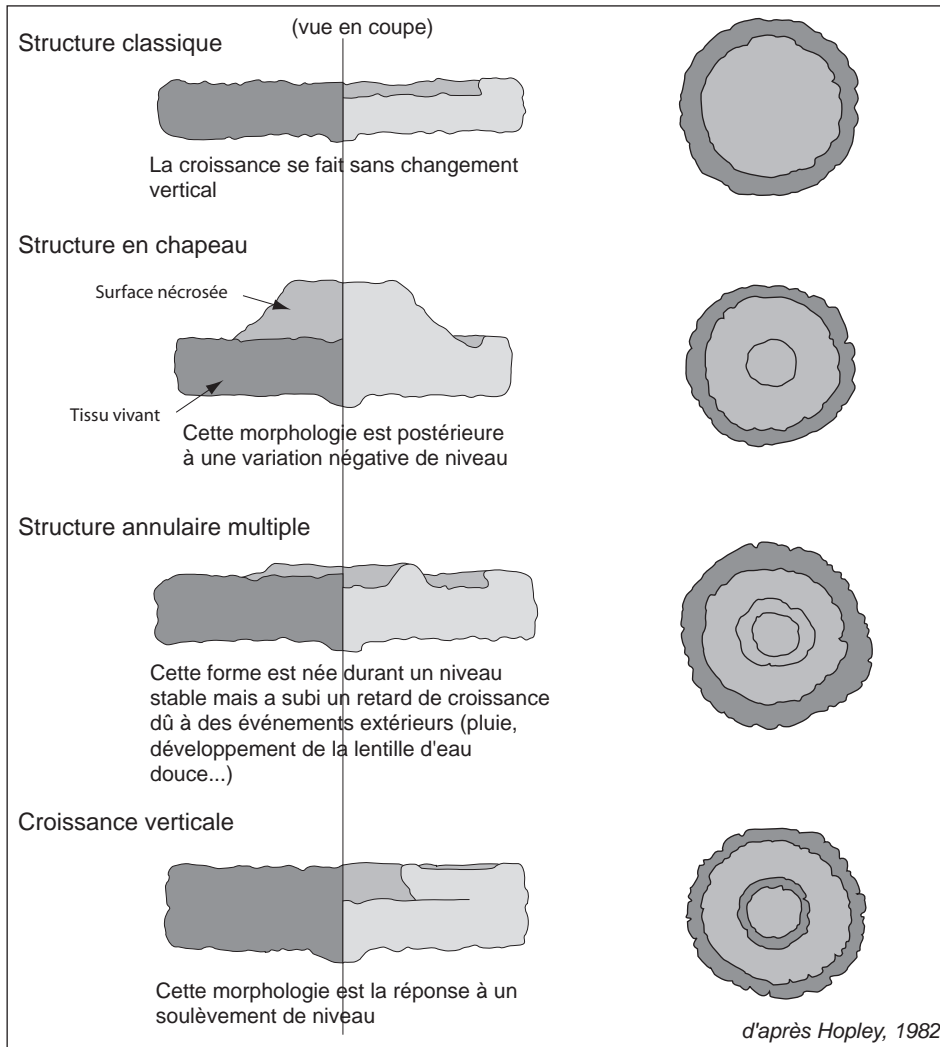 (vue en coupe)
Structure classique
La croissance se fait sans changement
vertical
Structure en chapeau
Surface nécrosée
Tissu vivant
Cette morphologie est postérieure
à une variation négative de niveau
Structure annulaire multiple
Cette forme est née durant un niveau
stable mais a subi un retard de croissance
dû à des événements extérieurs (pluie,
développement de la lentille d'eau
douce...)
Croissance verticale
Cette morphologie est la réponse à un
soulèvement de niveau
d'après Hopley, 1982